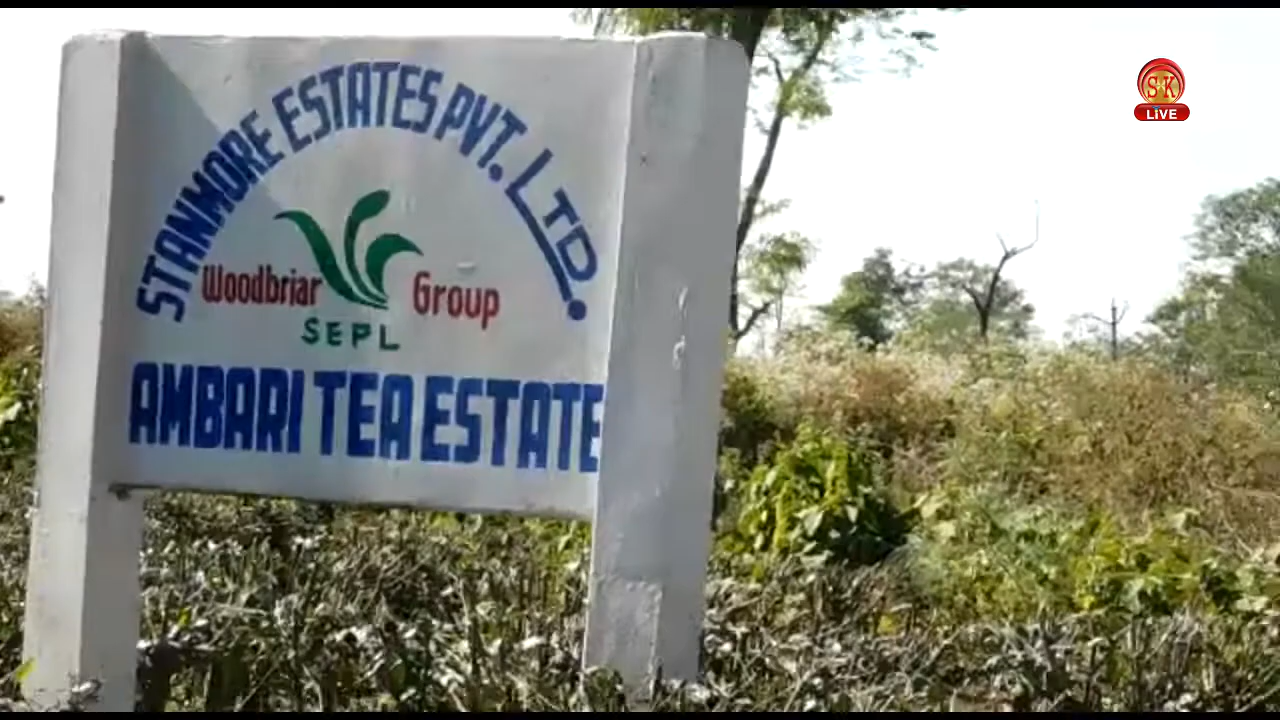 STANMORE ESTATES PVT. LTD.
Woodbriar Group
SEPL
AMBARI TEA ESTATE
SK
LIVE